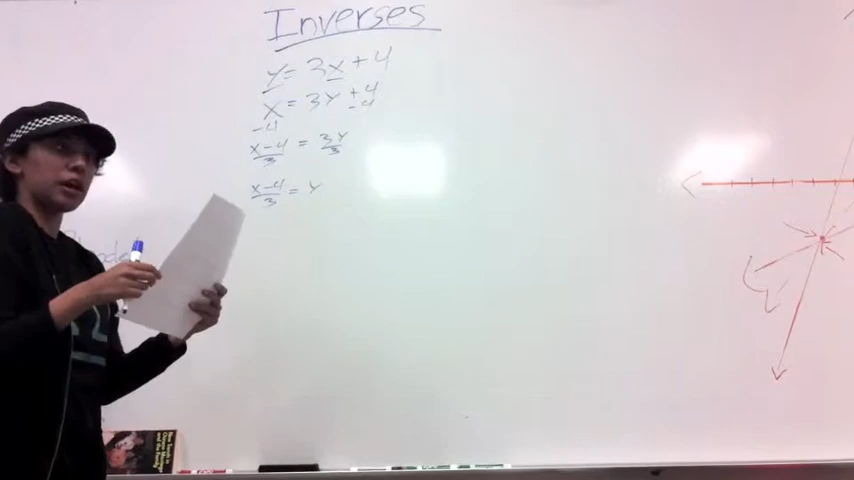 Inverses
y = 3x + 4
x = 3y + 4
-4 -4
x-4/3 = 3y/3
x-4/3 = y